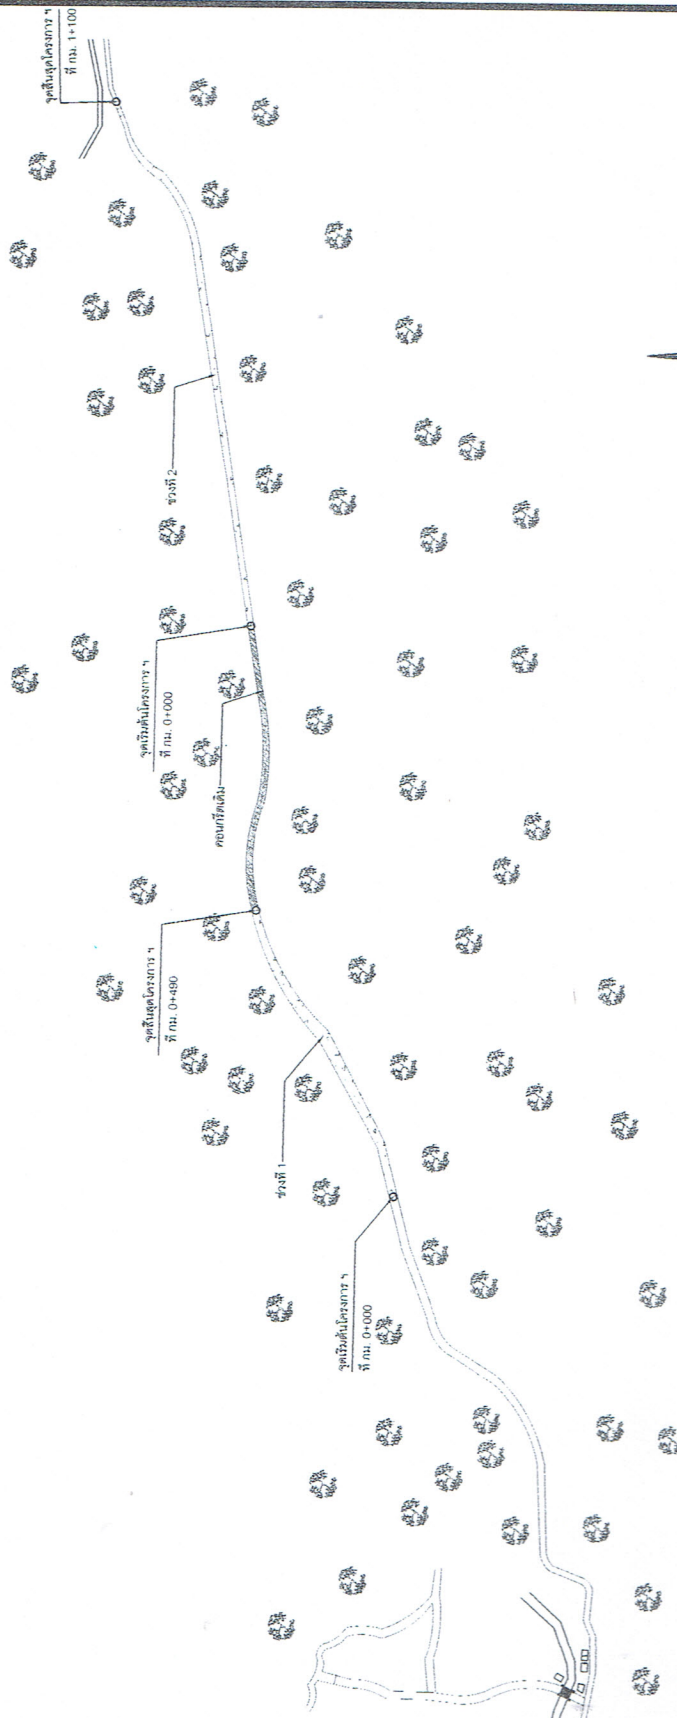 จุดเริ่มต้นโครงการ ฯ
ที่ กม. 0+000
ช่วงที่ 1
จุดสิ้นสุดโครงการ ฯ
ที่ กม. 0+490
คอนกรีตเดิม
จุดเริ่มต้นโครงการ ฯ
ที่ กม. 0+000
ช่วงที่ 2
จุดสิ้นสุดโครงการ ฯ
ที่ กม. 1+100